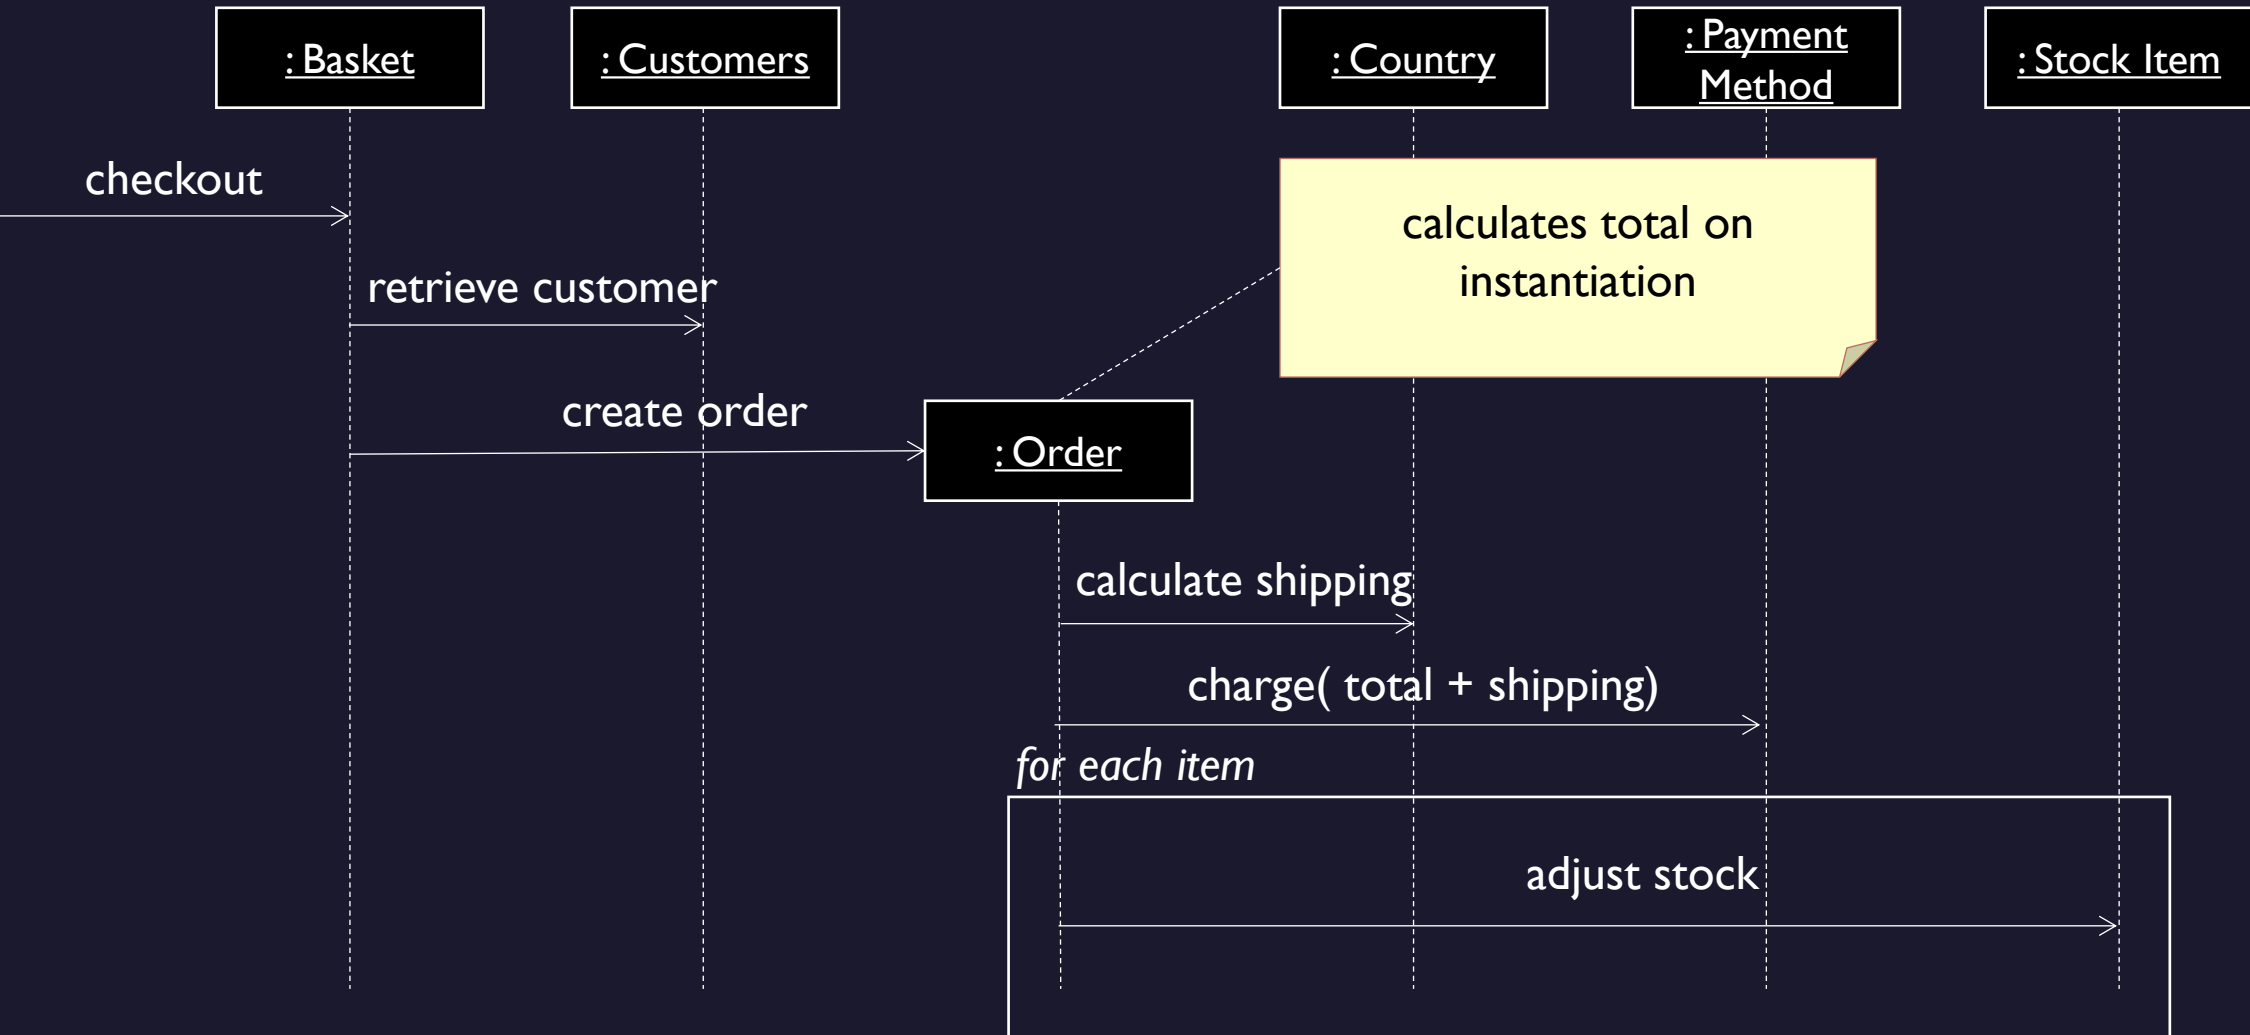 : Basket
: Customers
: Country
: Payment
Method
: Stock Item
checkout
calculates total on
instantiation
retrieve customer
create order
: Order
calculate shipping
charge( total + shipping)
for each item
adjust stock